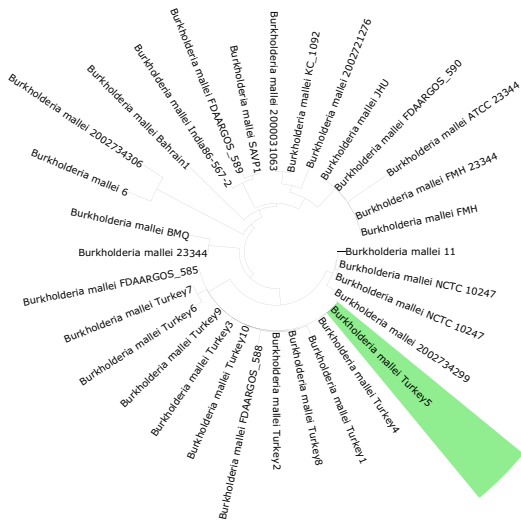 Burkholderia mallei 11
Burkholderia mallei FMH
Burkholderia mallei FMH 23344
Burkholderia mallei ATCC 23344
Burkholderia mallei FDAARGOS_590
Burkholderia mallei JHU
Burkholderia mallei 2002721276
Burkholderia mallei KC_1092
Burkholderia mallei 2000031063
Burkholderia mallei SAVP1
Burkholderia mallei FDAARGOS_589
Burkholderia mallei India86-567-2
Burkholderia mallei Bahrain1
Burkholderia mallei 2002734306
Burkholderia mallei 6
Burkholderia mallei BMQ
Burkholderia mallei 23344
Burkholderia mallei FDAARGOS_585
Burkholderia mallei Turkey7
Burkholderia mallei Turkey6
Burkholderia mallei Turkey9
Burkholderia mallei Turkey3
Burkholderia mallei Turkey10
Burkholderia mallei FDAARGOS_588
Burkholderia mallei Turkey2
Burkholderia mallei Turkey8
Burkholderia mallei Turkey1
Burkholderia mallei Turkey4
Burkholderia mallei Turkey5
Burkholderia mallei 2002734299
Burkholderia mallei NCTC 10247
Burkholderia mallei NCTC 10247